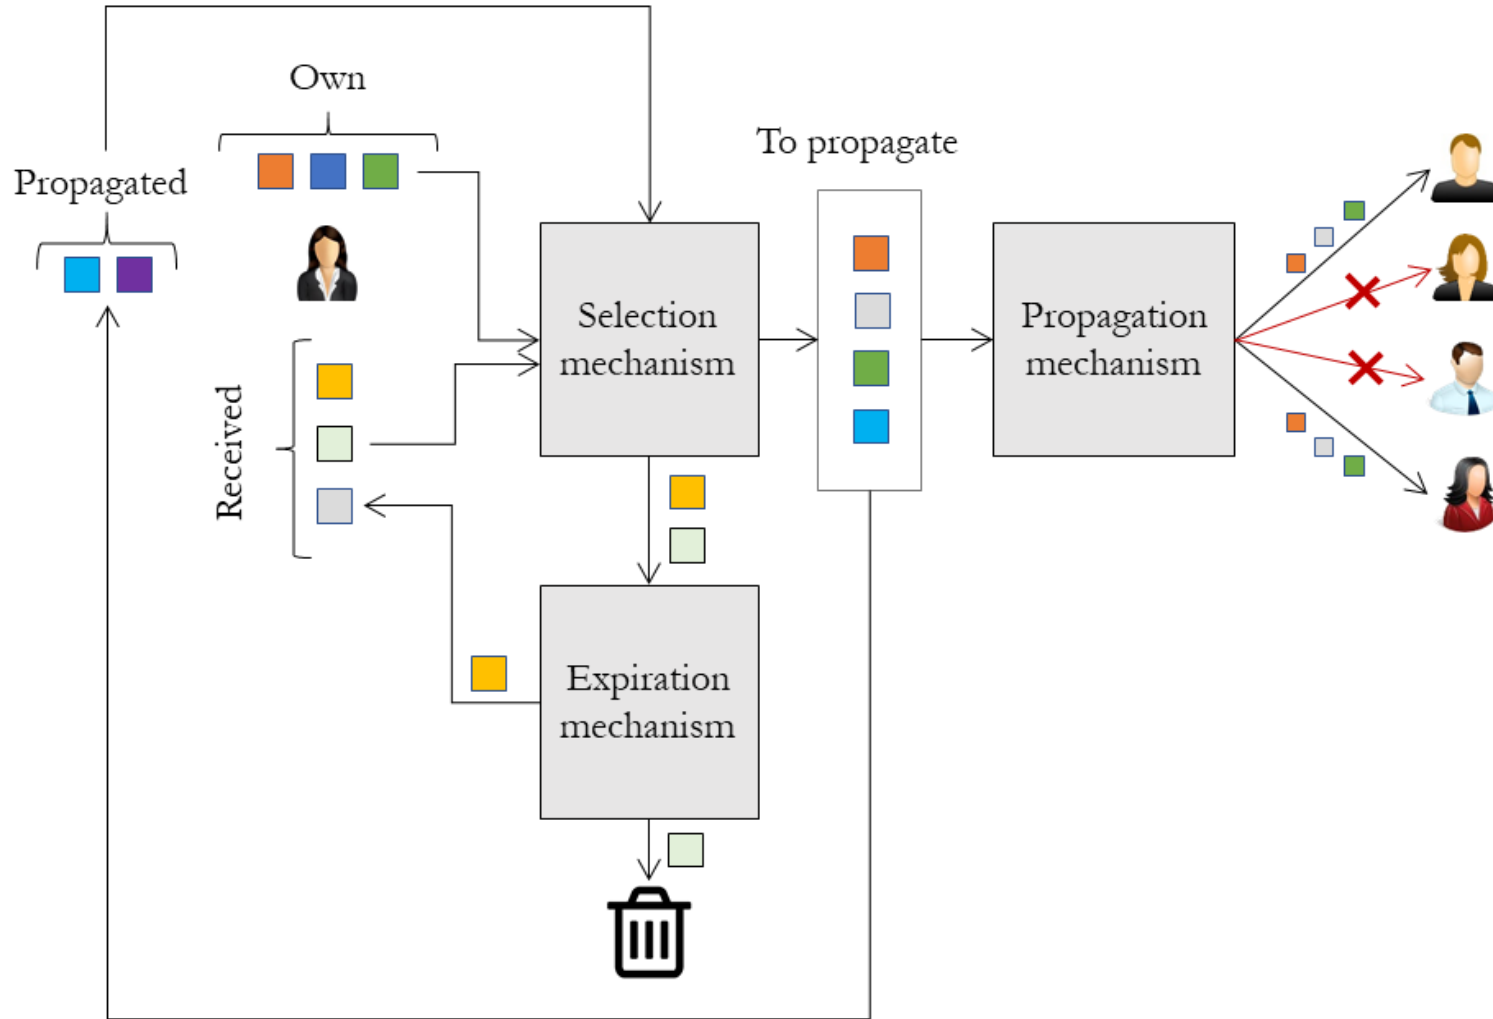 Own
To propagate
Propagated
Selection
mechanism
Propagation
mechanism
Received
Expiration
mechanism